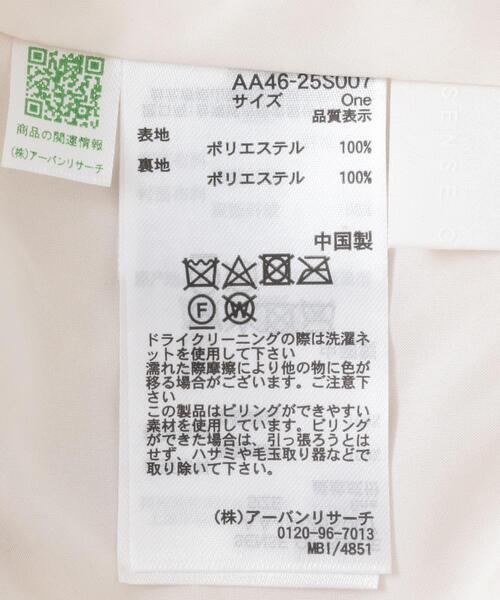 商品の関連情報
(株)アーバンリサーチ
AA46-25S007
サイズ One
品質表示
表地
ポリエステル 100%
裏地
ポリエステル 100%
中国製
F W
ドライクリーニングの際は洗濯ネ
ットを使用して下さい
濡れた際摩擦により他の物に色が
移る場合がございます。ご注意下
さい
この製品はピリングができやすい
素材を使用しています。ピリング
ができた場合は、引っ張ろうとは
せず、ハサミや毛玉取り器などで
取り除いて下さい。
(株)アーバンリサーチ
0120-96-7013
MBI/4851